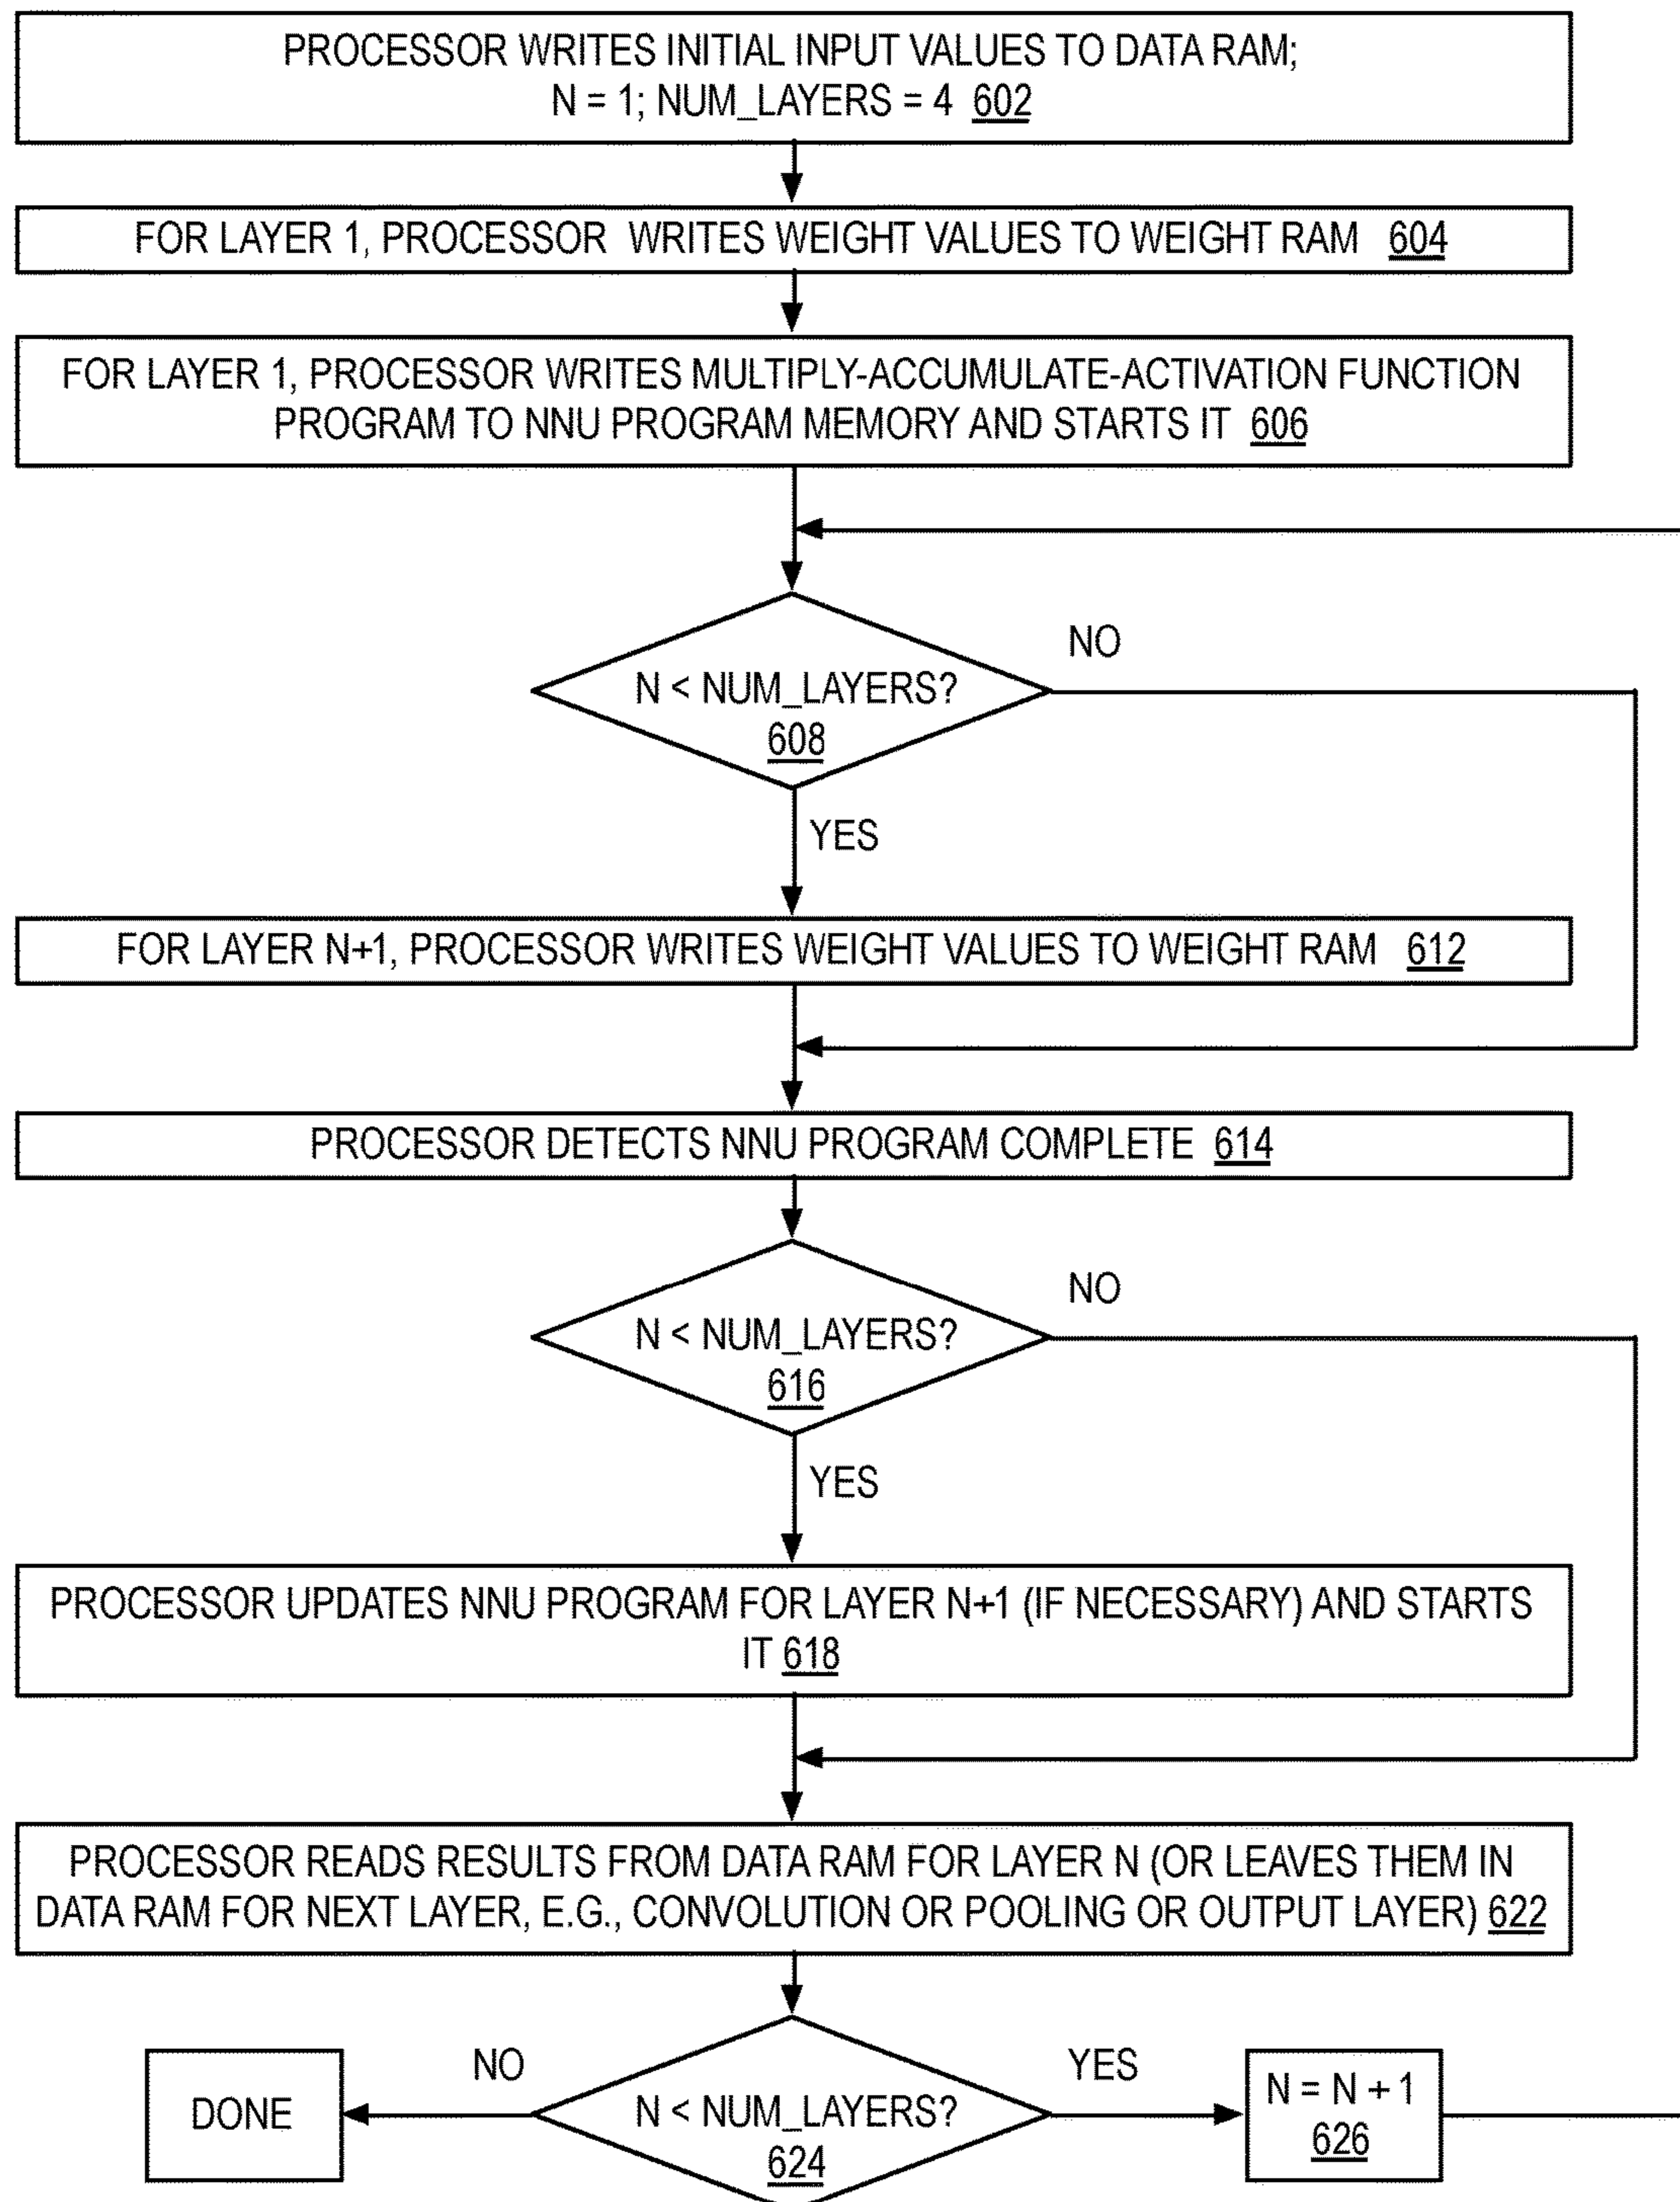 PROCESSOR WRITES INITIAL INPUT VALUES TO DATA RAM;
N = 1; NUM_LAYERS = 4 602
FOR LAYER 1, PROCESSOR WRITES WEIGHT VALUES TO WEIGHT RAM 604
FOR LAYER 1, PROCESSOR WRITES MULTIPLY-ACCUMULATE-ACTIVATION FUNCTION
PROGRAM TO NNU PROGRAM MEMORY AND STARTS IT 606
NO
N < NUM_LAYERS?
608
YES
FOR LAYER N+1, PROCESSOR WRITES WEIGHT VALUES TO WEIGHT RAM 612
PROCESSOR DETECTS NNU PROGRAM COMPLETE 614
NO
N < NUM_LAYERS?
616
YES
PROCESSOR UPDATES NNU PROGRAM FOR LAYER N+1 (IF NECESSARY) AND STARTS
IT 618
PROCESSOR READS RESULTS FROM DATA RAM FOR LAYER N (OR LEAVES THEM IN
DATA RAM FOR NEXT LAYER, E.G., CONVOLUTION OR POOLING OR OUTPUT LAYER) 622
NO
YES
DONE
N < NUM_LAYERS?
624
N = N + 1
626